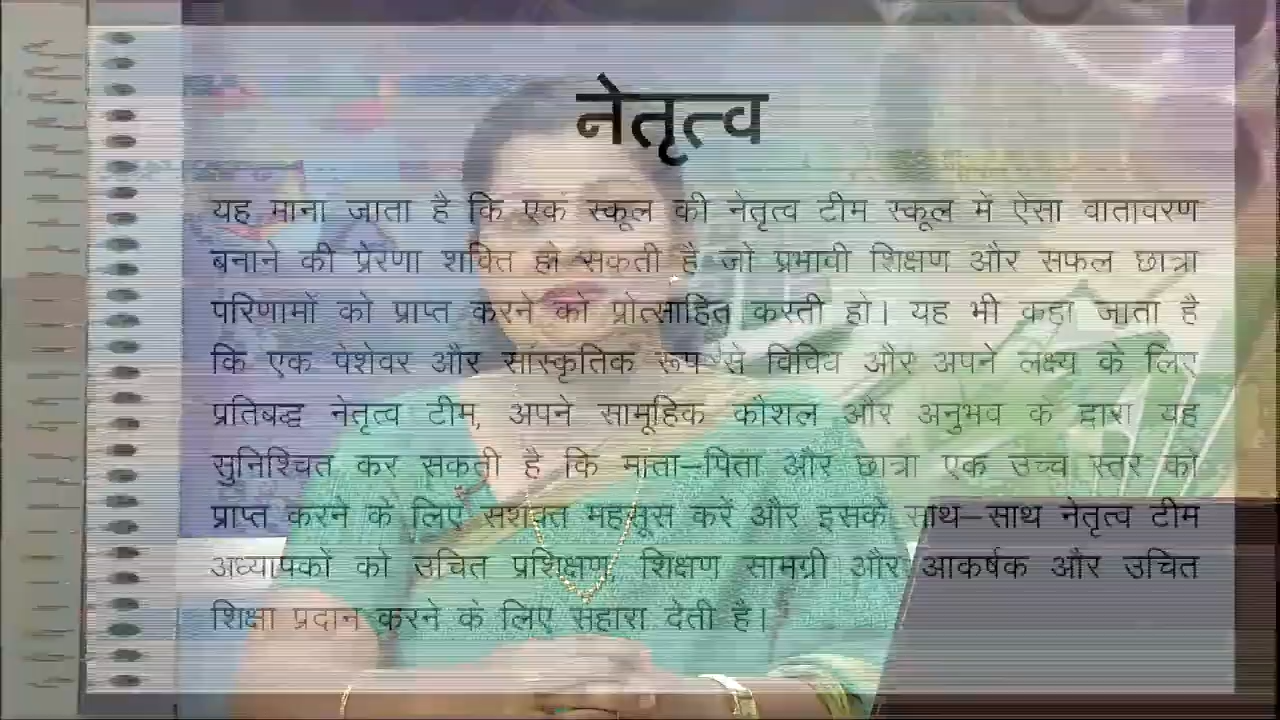 नेतृत्व
यह माना जाता है कि एक स्कूल की नेतृत्व टीम स्कूल में ऐसा वातावरण
बनाने की प्रेरणा शक्ति हो सकती है जो प्रभावी शिक्षण और सफल छात्रा
परिणामों को प्राप्त करने को प्रोत्साहित करती हो। यह भी कहा जाता है
कि एक पेशेवर और सांस्कृतिक रूप से विविव और अपने लक्ष्य के लिए
प्रतिबद्ध नेतृत्व टीम, अपने सामूहिक कौशल और अनुभव के द्वारा यह
सुनिश्चित कर सकती है कि माता–पिता और छात्रा एक उच्च स्तर को
प्राप्त करने के लिए सशक्त महसूस करें और इसके साथ–साथ नेतृत्व टीम
अध्यापकों को उचित प्रशिक्षण, शिक्षण सामग्री और आकर्षक और उचित
शिक्षा प्रदान करने के लिए सहारा देती है।